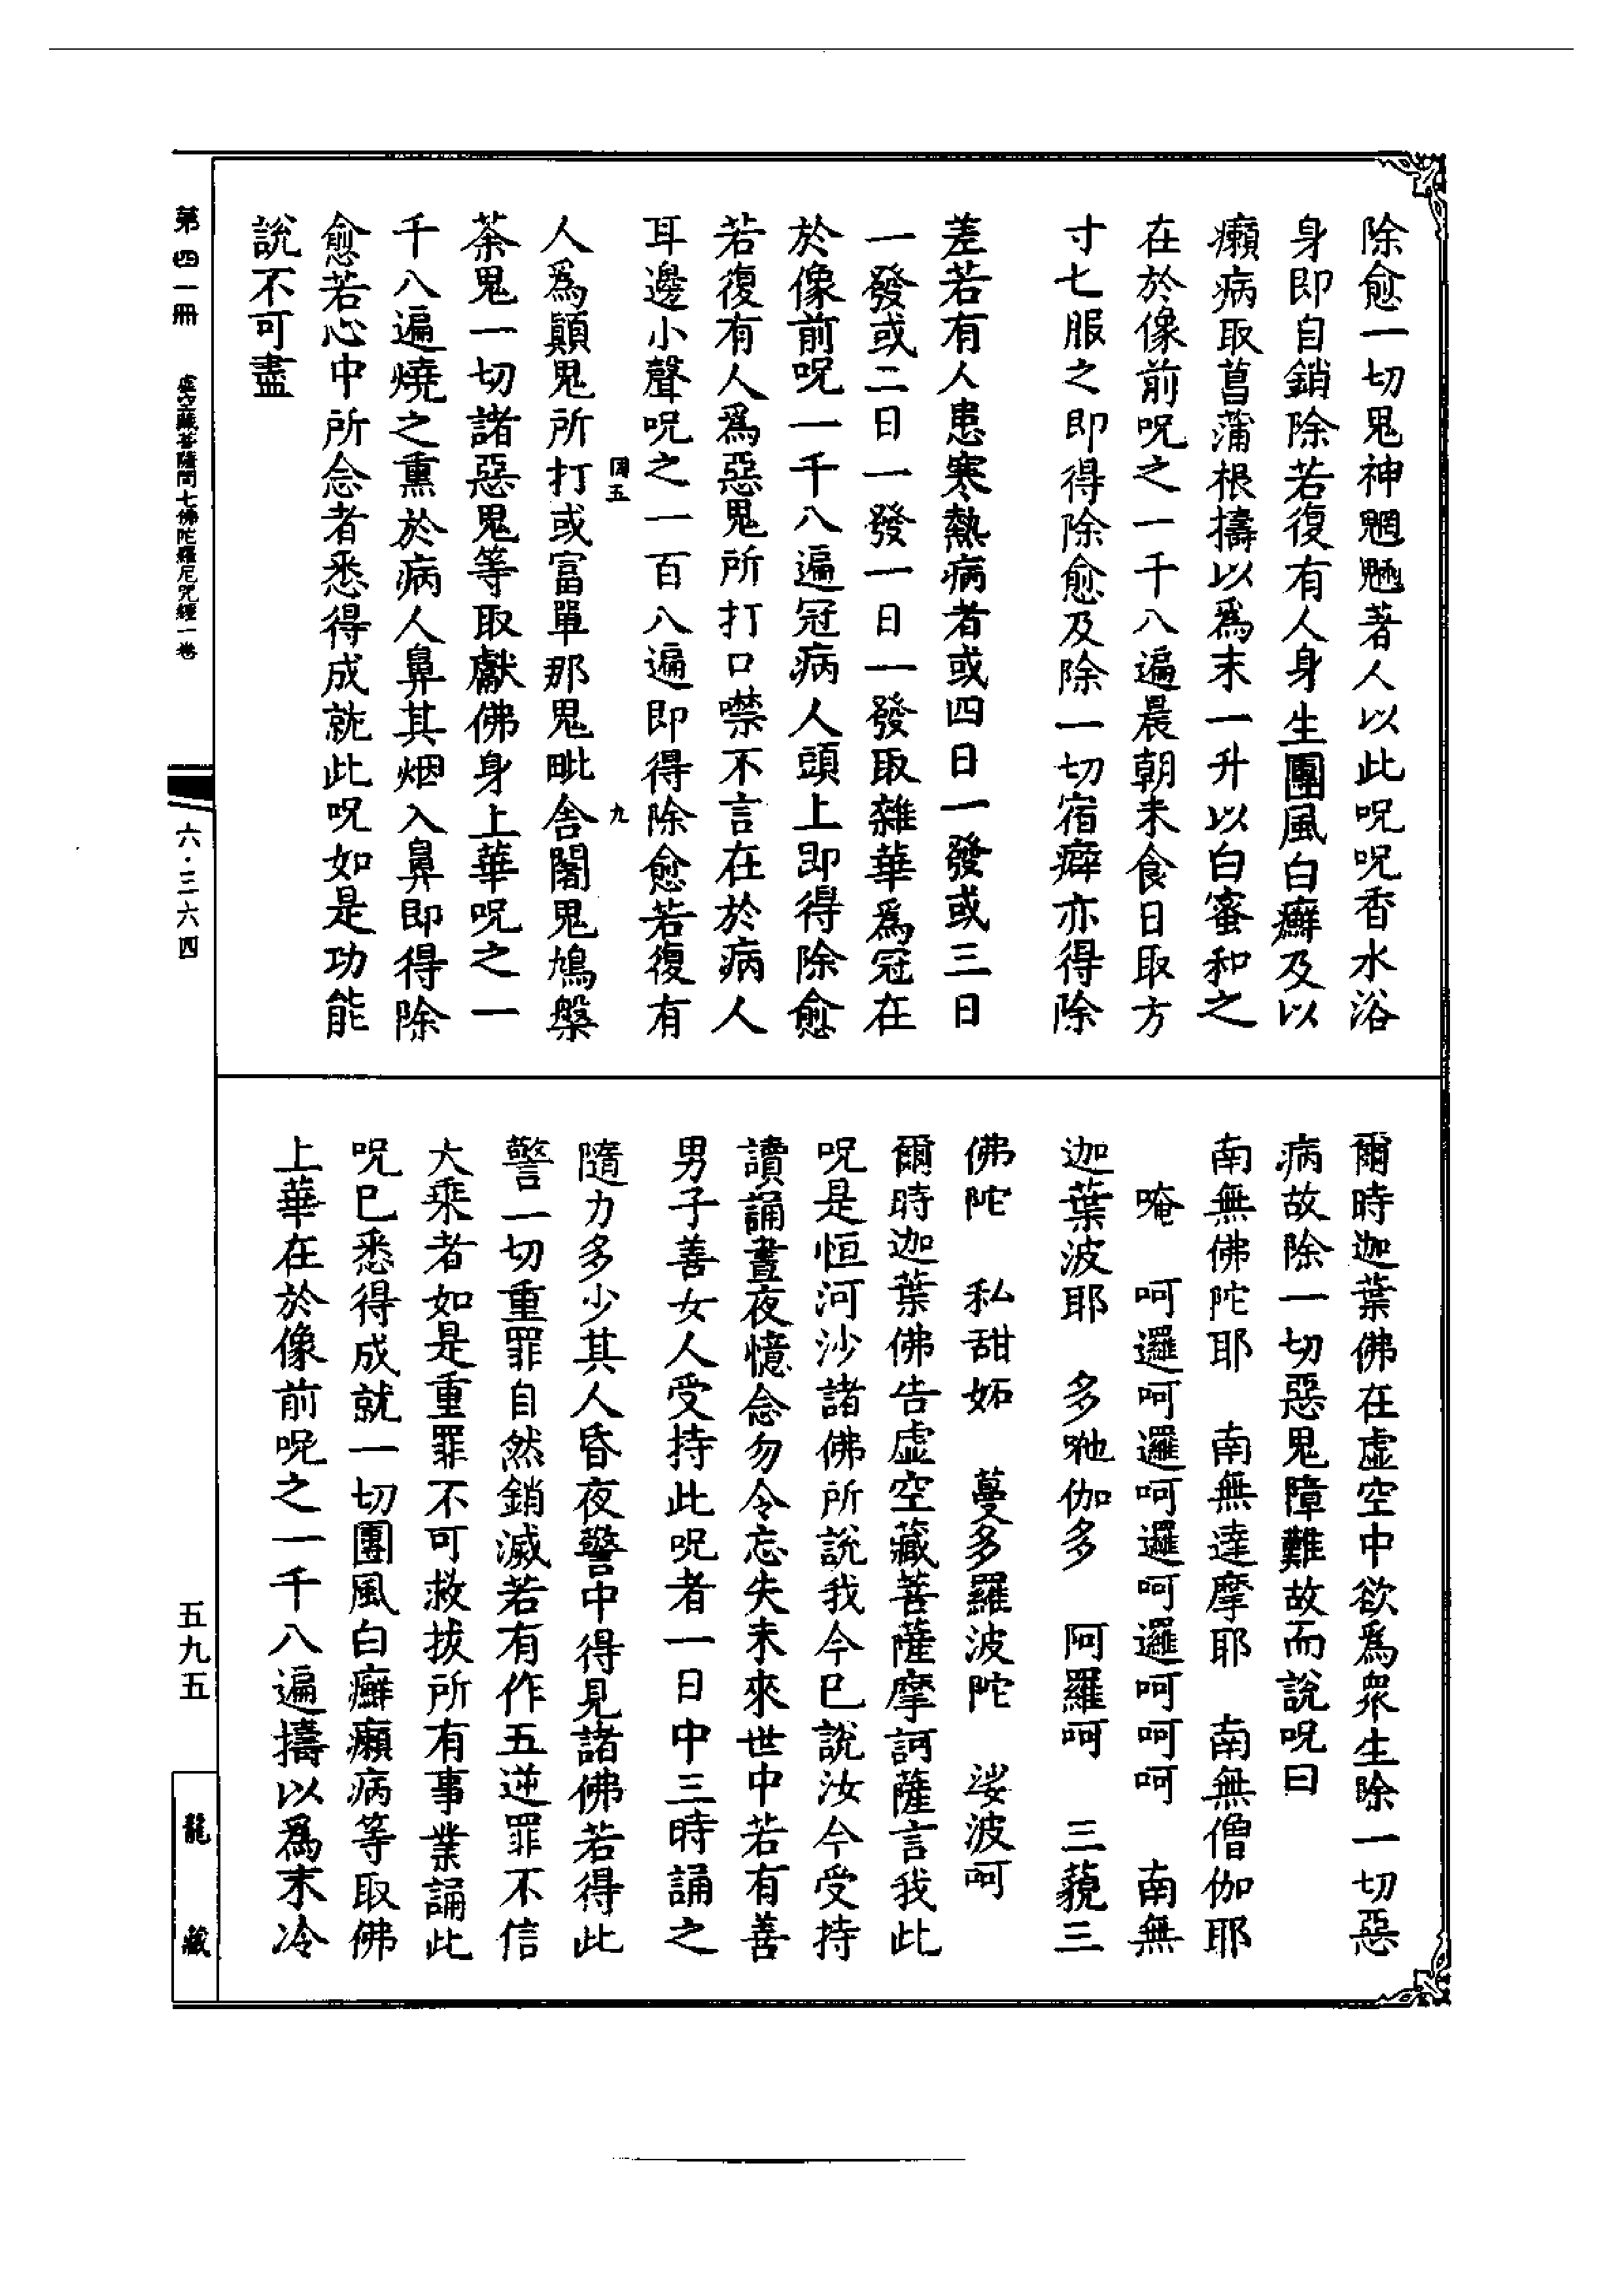 除愈一切鬼神魍魎著人以此呪呪香水浴
身即自銷除若復有人身生團風白癬及以
癩病取菖蒲根擣以爲末一升以白蜜和之
在於像前呪之一千八遍晨朝未食日取方
寸七服之即得除愈及除一切宿癖亦得除
差若有人患寒熱病者或四日一發或三日
一發或二日一發一日一發取雜華爲冠在
於像前呪一千八遍冠病人頭上即得除愈
若復有人爲惡鬼所打口噤不言在於病人
耳邊小聲呪之一百八遍即得除愈若復有
五 九
人爲顛鬼所打或富單那鬼毗舍闍鬼鳩槃
荼鬼一切諸惡鬼等取獻佛身上華呪之一
千八遍燒之熏於病人鼻其烟入鼻即得除
愈若心中所念者悉得成就此呪如是功能
說不可盡
爾時迦葉佛在虛空中欲爲衆生除一切惡
病故除一切惡鬼障難故而說呪曰
南無佛陀耶 南無達摩耶 南無僧伽耶
唵 呵邏呵邏呵邏呵邏呵呵呵 南無
迦葉波耶 多哋伽多 阿羅呵 三藐三
佛陀 私甜妬 蔓多羅波陀 娑波呵
爾時迦葉佛告虛空藏菩薩摩訶薩言我此
呪是恒河沙諸佛所說我今已說汝今受持
讀誦晝夜憶念勿令忘失未來世中若有善
男子善女人受持此呪者一日中三時誦之
隨力多少其人昏夜警中得見諸佛若得此
警一切重罪自然銷滅若有作五逆罪不信
大乘者如是重罪不可救拔所有事業誦此
呪已悉得成就一切團風白癬癩病等取佛
上華在於像前呪之一千八遍擣以爲末冷
第四一冊 虛空藏菩薩問七佛陀羅尼咒經一卷 六·三六四 五九五 龍藏